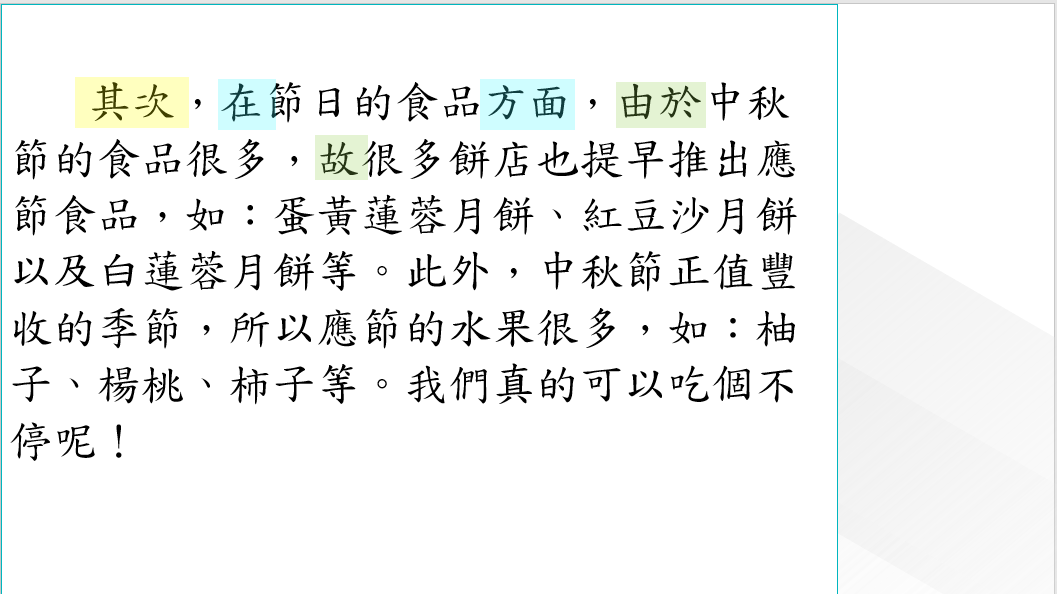 其次，在節日的食品方面，由於中秋
節的食品很多，故很多餅店也提早推出應
節食品，如：蛋黃蓮蓉月餅、紅豆沙月餅
以及白蓮蓉月餅等。此外，中秋節正值豐
收的季節，所以應節的水果很多，如：柚
子、楊桃、柿子等。我們真的可以吃個不
停呢！